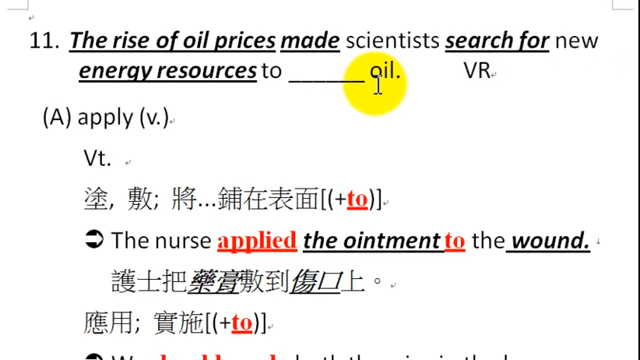 11. The rise of oil prices made scientists search for new
energy resources to ______ oil. VR
(A) apply (v.)
Vt.
塗, 敷; 將...鋪在表面[(+to)]
➲ The nurse applied the ointment to the wound.
護士把藥膏敷到傷口上。
應用; 實施[(+to)]